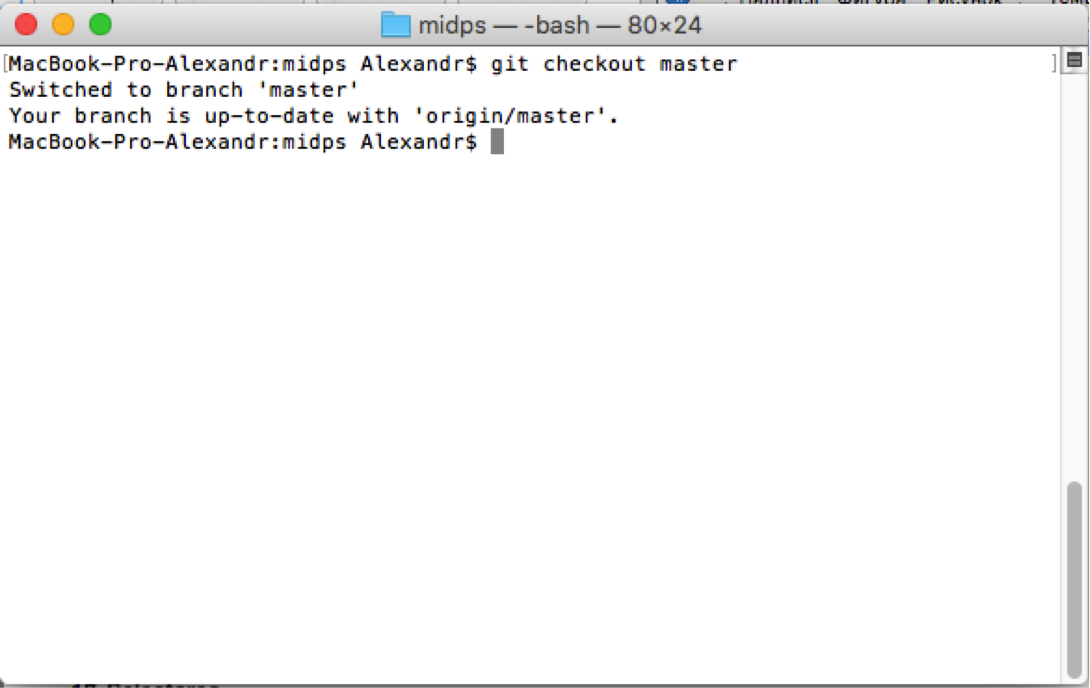 midps — -bash — 80×24
[MacBook-Pro-Alexandr:midps Alexandr$ git checkout master ]
Switched to branch 'master'
Your branch is up-to-date with 'origin/master'.
MacBook-Pro-Alexandr:midps Alexandr$